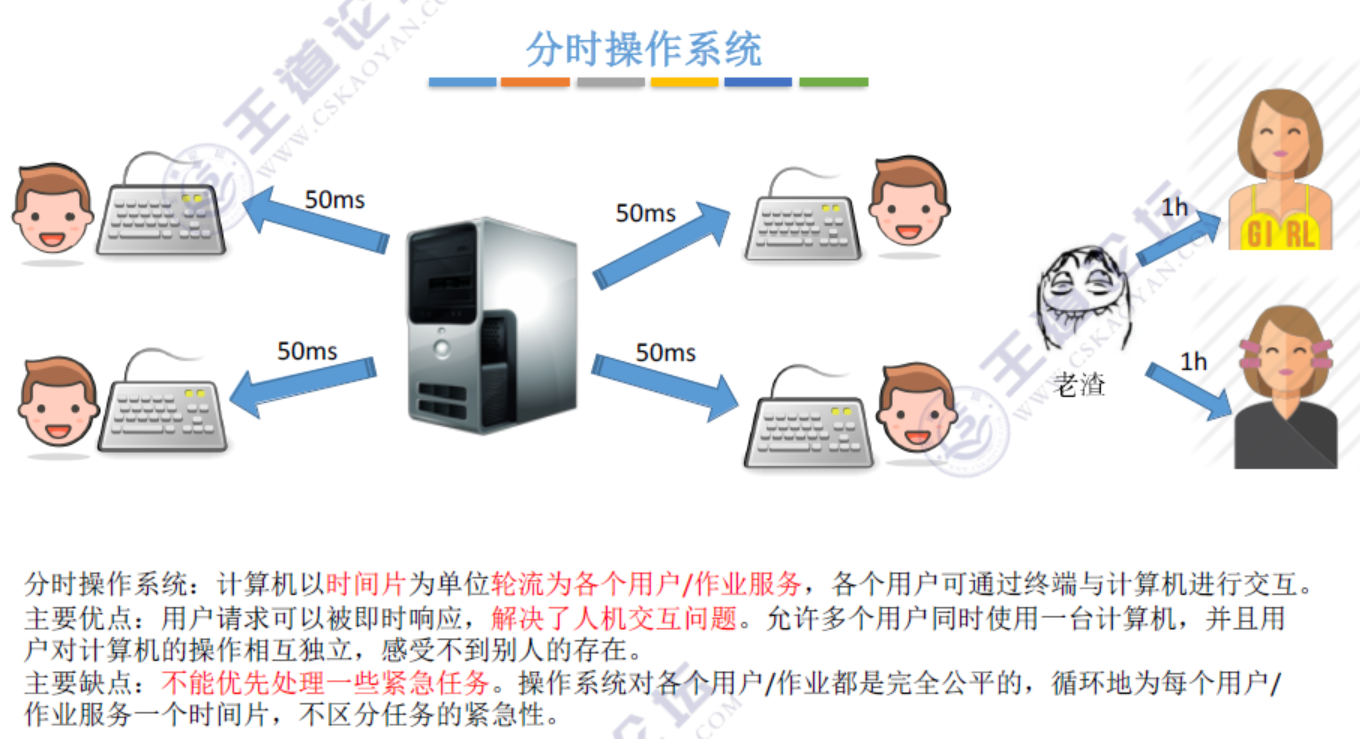 分时操作系统
王道论坛
WWW.CSKAOYAN.COM
50ms
50ms
1h
GIRL
50ms
50ms
1h
老渣
王道论坛
WWW.CSKAOYAN.COM
分时操作系统：计算机以时间片为单位轮流为各个用户/作业服务，各个用户可通过终端与计算机进行交互。
主要优点：用户请求可以被即时响应，解决了人机交互问题。允许多个用户同时使用一台计算机，并且用
户对计算机的操作相互独立，感受不到别人的存在。
主要缺点：不能优先处理一些紧急任务。操作系统对各个用户/作业都是完全公平的，循环地为每个用户/
作业服务一个时间片，不区分任务的紧急性。